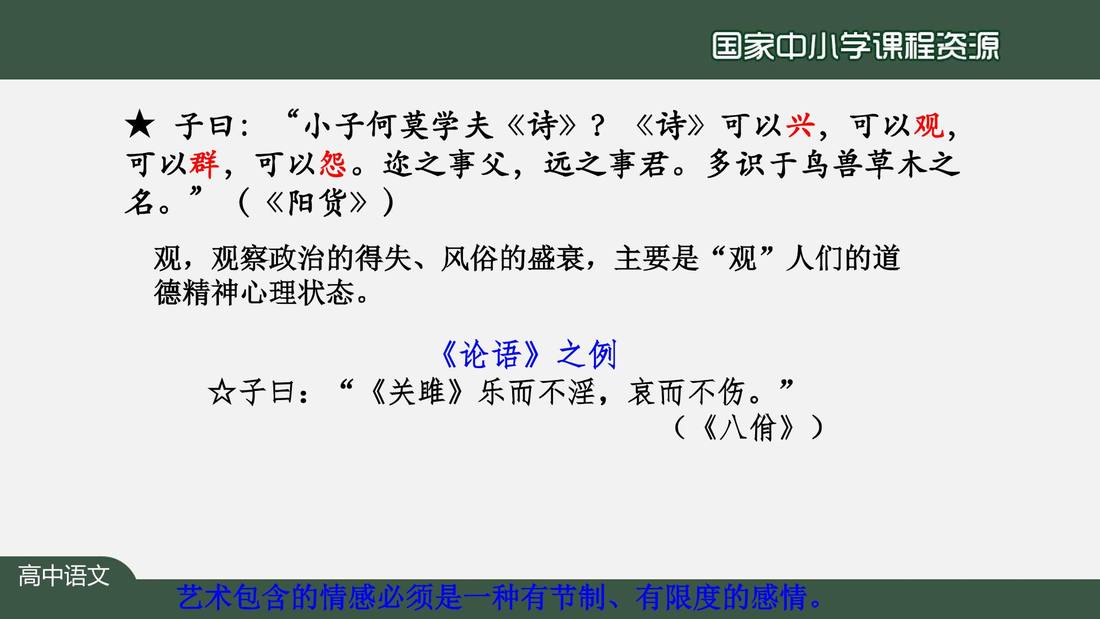 国家中小学课程资源
★ 子曰：“小子何莫学夫《诗》？《诗》可以兴，可以观，
可以群，可以怨。迩之事父，远之事君。多识于鸟兽草木之
名。”（《阳货》）
观，观察政治的得失、风俗的盛衰，主要是“观”人们的道
德精神心理状态。
《论语》之例
☆子曰：“《关雎》乐而不淫，哀而不伤。”
（《八佾》）
高中语文
艺术包含的情感必须是一种有节制、有限度的感情。